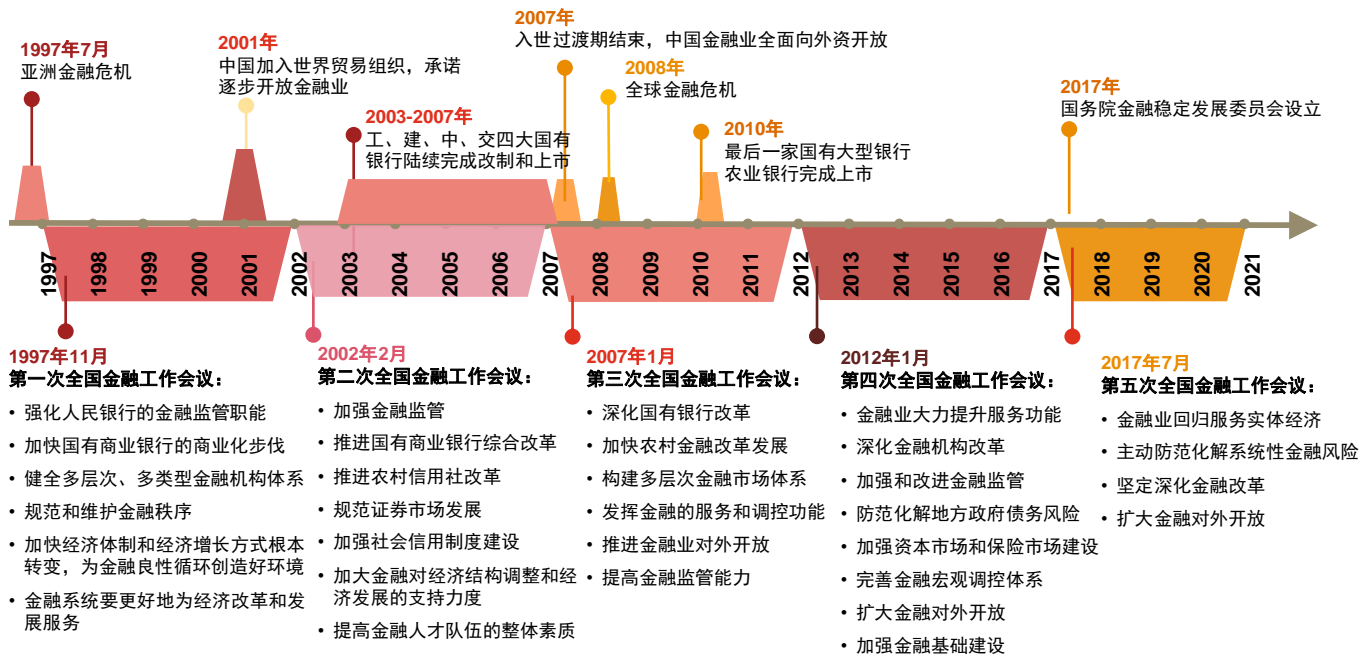 1997年7月
亚洲金融危机
2001年
中国加入世界贸易组织，承诺
逐步开放金融业
2003-2007年
工、建、中、交四大国有
银行陆续完成改制和上市
2007年
入世过渡期结束，中国金融业全面向外资开放
2008年
全球金融危机
2010年
最后一家国有大型银行
农业银行完成上市
2017年
国务院金融稳定发展委员会设立
1997
1998
1999
2000
2001
2002
2003
2004
2005
2006
2007
2008
2009
2010
2011
2012
2013
2014
2015
2016
2017
2018
2019
2020
2021
1997年11月
第一次全国金融工作会议：
• 强化人民银行的金融监管职能
• 加快国有商业银行的商业化步伐
• 健全多层次、多类型金融机构体系
• 规范和维护金融秩序
• 加快经济体制和经济增长方式根本
转变，为金融良性循环创造好环境
• 金融系统要更好地为经济改革和发
展服务
2002年2月
第二次全国金融工作会议：
• 加强金融监管
• 推进国有商业银行综合改革
• 推进农村信用社改革
• 规范证券市场发展
• 加强社会信用制度建设
• 加大金融对经济结构调整和经
济发展的支持力度
• 提高金融人才队伍的整体素质
2007年1月
第三次全国金融工作会议：
• 深化国有银行改革
• 加快农村金融改革发展
• 构建多层次金融市场体系
• 发挥金融的服务和调控功能
• 推进金融业对外开放
• 提高金融监管能力
2012年1月
第四次全国金融工作会议：
• 金融业大力提升服务功能
• 深化金融机构改革
• 加强和改进金融监管
• 防范化解地方政府债务风险
• 加强资本市场和保险市场建设
• 完善金融宏观调控体系
• 扩大金融对外开放
• 加强金融基础建设
2017年7月
第五次全国金融工作会议：
• 金融业回归服务实体经济
• 主动防范化解系统性金融风险
• 坚定深化金融改革
• 扩大金融对外开放